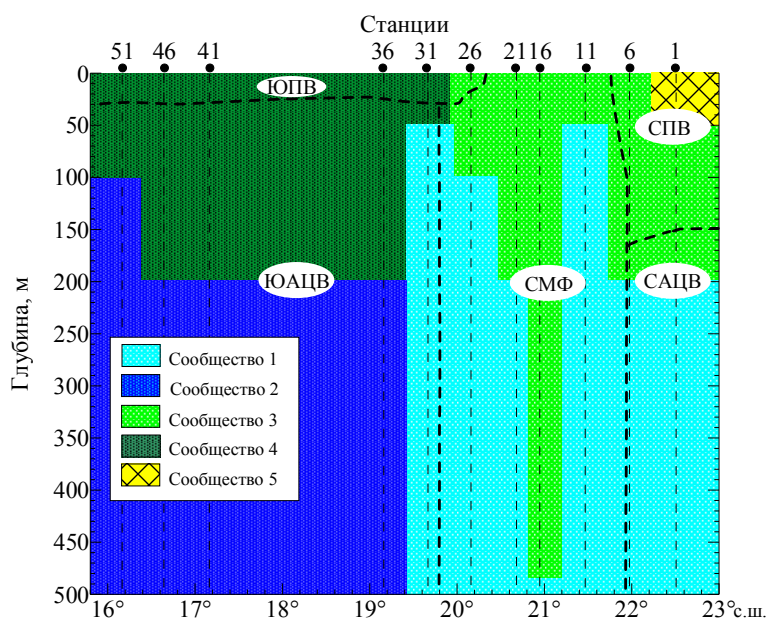 Станции
51 46 41 36 31 26 21 16 11 6 1
Глубина, м
0
50
100
150
200
250
300
350
400
450
500
ЮПВ
СПВ
ЮАЦВ
СМФ
САЦВ
Сообщество 1
Сообщество 2
Сообщество 3
Сообщество 4
Сообщество 5
16° 17° 18° 19° 20° 21° 22° 23°с.ш.